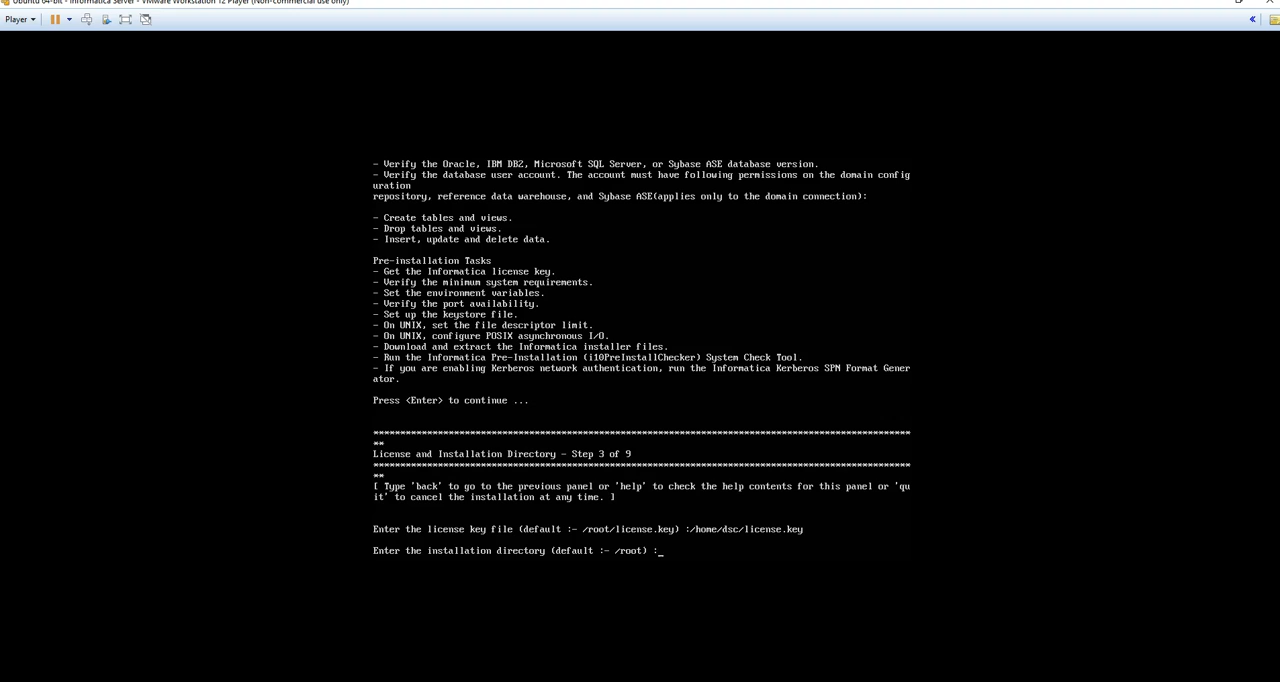 Ubuntu 64-bit - Informatica Server - VMware Workstation 12 Player (Non-commercial use only)
Player
- Verify the Oracle, IBM DB2, Microsoft SQL Server, or Sybase ASE database version.
- Verify the database user account. The account must have following permissions on the domain config
uration
repository, reference data warehouse, and Sybase ASE(applies only to the domain connection):
- Create tables and views.
- Drop tables and views.
- Insert, update and delete data.
Pre-installation Tasks
- Get the Informatica license key.
- Verify the minimum system requirements.
- Set the environment variables.
- Verify the port availability.
- Set up the keystore file.
- On UNIX, set the file descriptor limit.
- On UNIX, configure POSIX asynchronous I/O.
- Download and extract the Informatica installer files.
- Run the Informatica Pre-Installation (i10PreInstallChecker) System Check Tool.
- If you are enabling Kerberos network authentication, run the Informatica Kerberos SPN Format Gener
ator.
Press <Enter> to continue ...
****************************************************************************************************
**
License and Installation Directory - Step 3 of 9
****************************************************************************************************
**
[ Type 'back' to go to the previous panel or 'help' to check the help contents for this panel or 'qu
it' to cancel the installation at any time. ]
Enter the license key file (default :- /root/license.key) :/home/dsc/license.key
Enter the installation directory (default :- /root) :_